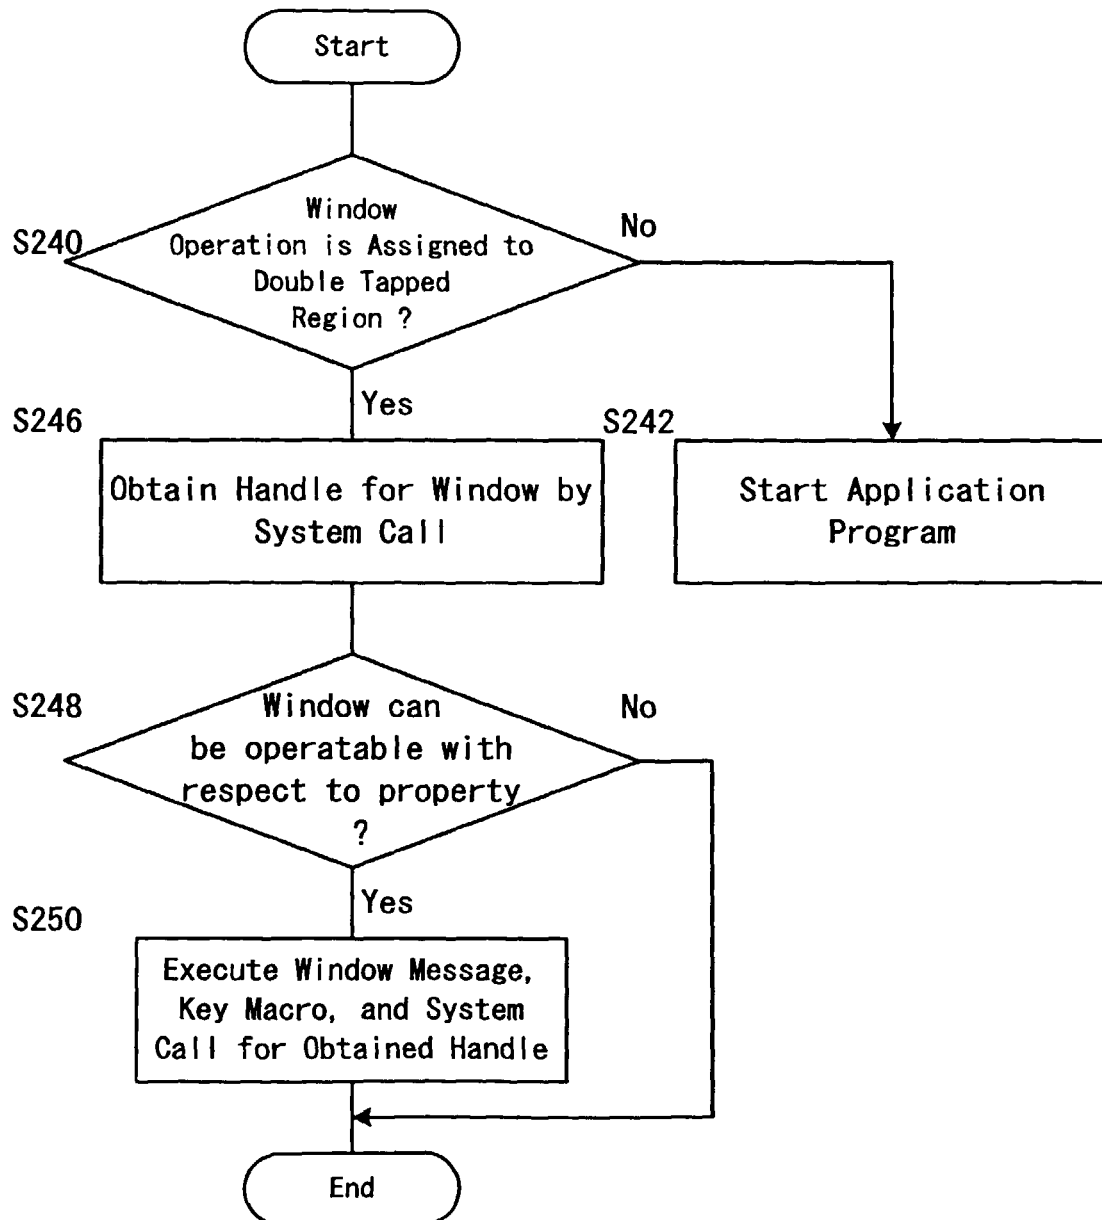 Start
Window
Operation is Assigned to
Double Tapped
Region ?
S240
No
Yes
S246
Obtain Handle for Window by
System Call
S242
Start Application
Program
S248
Window can
be operatable with
respect to property
?
No
Yes
S250
Execute Window Message,
Key Macro, and System
Call for Obtained Handle
End